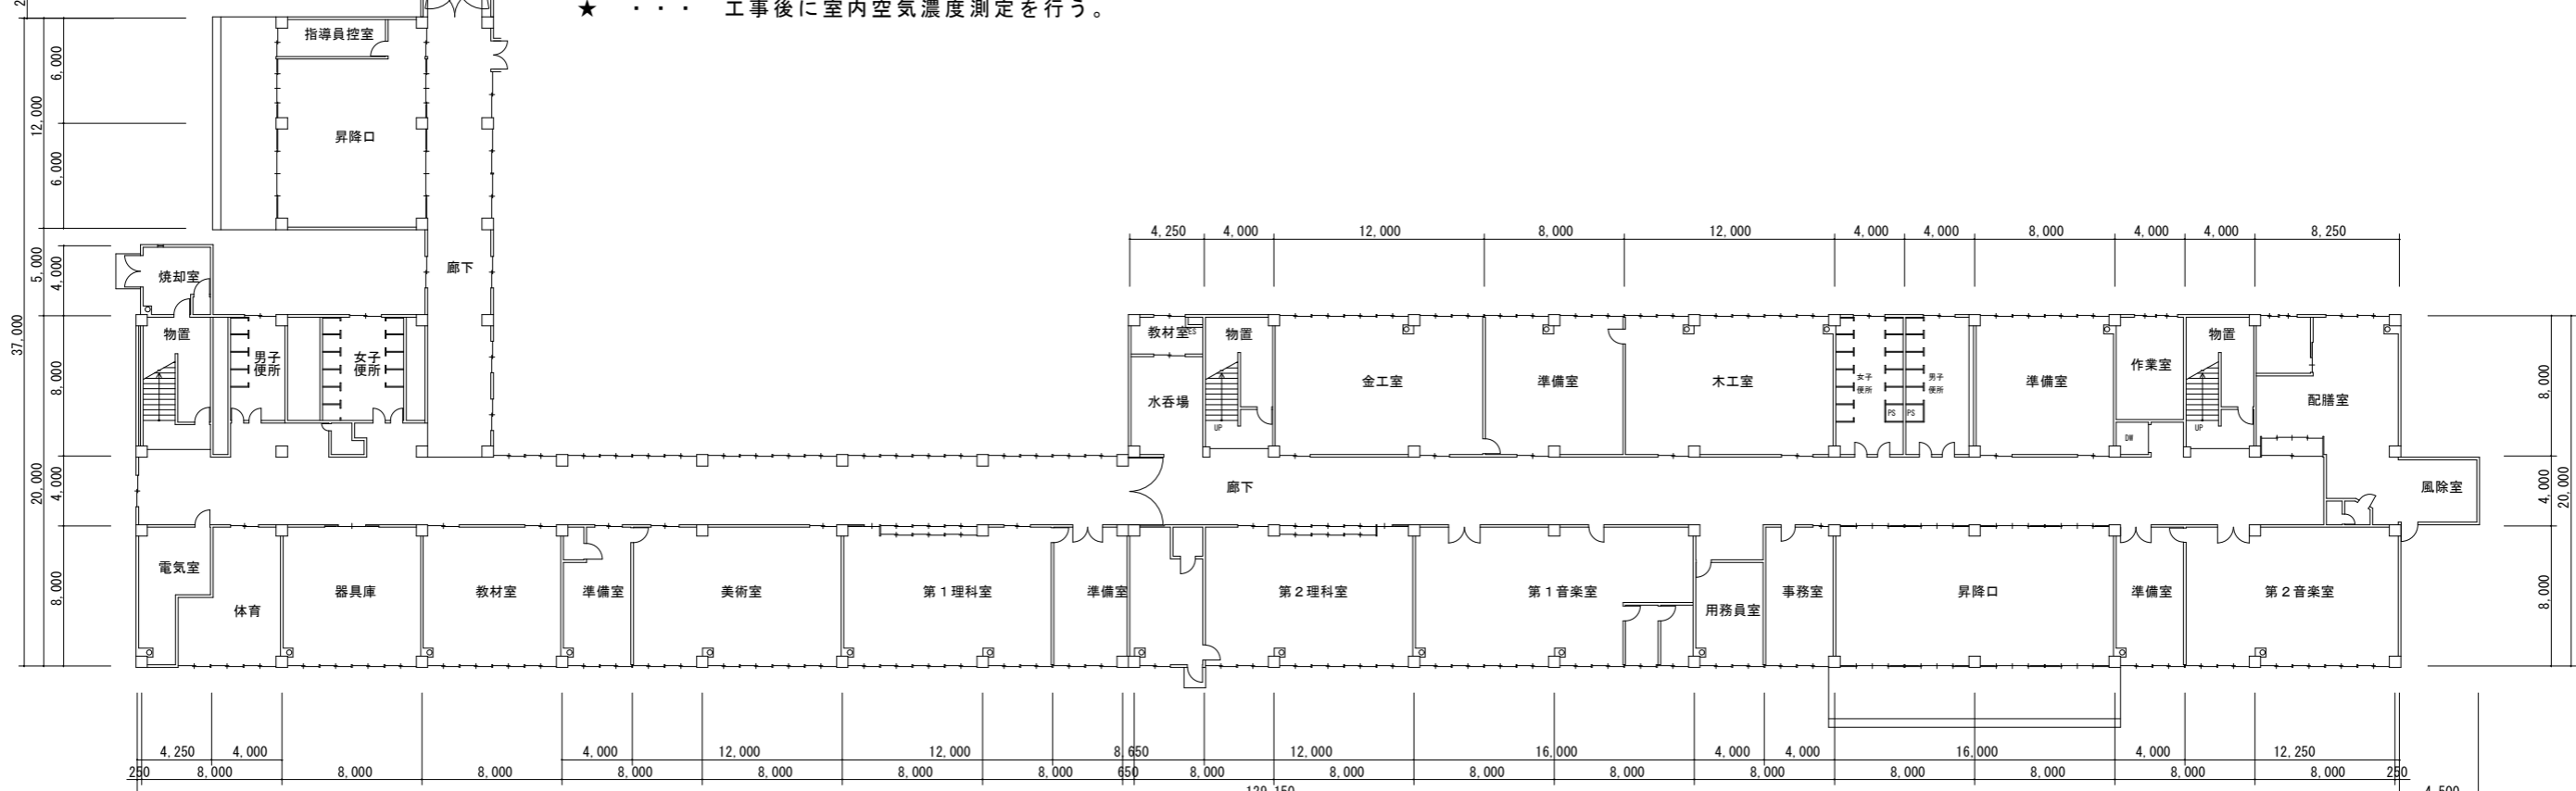 ★ ・・・ 工事後に室内空気濃度測定を行う。
指導員控室
6,000
12,000
昇降口
6,000
4,250 4,000 12,000 8,000 12,000 4,000 4,000 8,000 4,000 4,000 8,250
5,000
4,000
焼却室
廊下
37,000
物置
男子
便所
女子
便所
8,000
教材室
物置
水呑場
UP
金工室
準備室
木工室
女子
便所
PS
PS
男子
便所
準備室
作業室
DW
物置
UP
配膳室
8,000
20,000
4,000
廊下
風除室
4,000
20,000
電気室
体育
器具庫
教材室
準備室
美術室
第1理科室
準備室
第2理科室
第1音楽室
用務員室
事務室
昇降口
準備室
第2音楽室
8,000
8,000
4,250 4,000 4,000 12,000 12,000 8,650 12,000 16,000 4,000 4,000 16,000 4,000 12,250
250 8,000 8,000 8,000 8,000 8,000 8,000 8,000 650 8,000 8,000 8,000 8,000 8,000 8,000 8,000 8,000 8,000 250